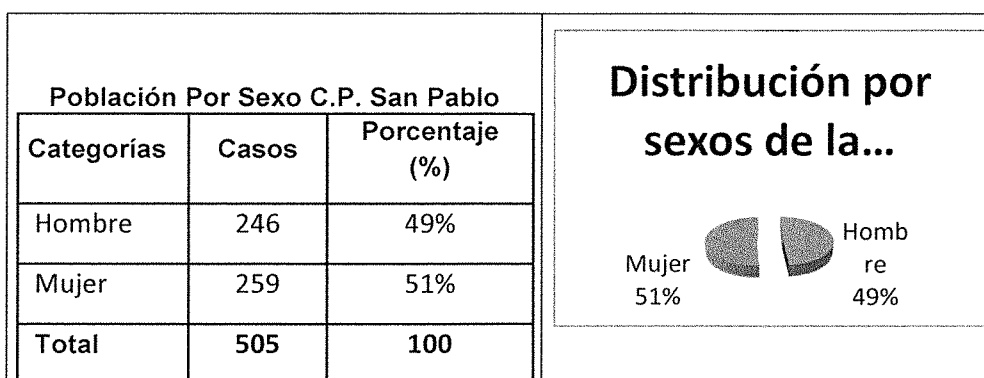 Población Por Sexo C.P. San Pablo
Categorías Casos Porcentaje (%)
Hombre 246 49%
Mujer 259 51%
Total 505 100
Distribución por
sexos de la...
Mujer
51%
Homb
re
49%